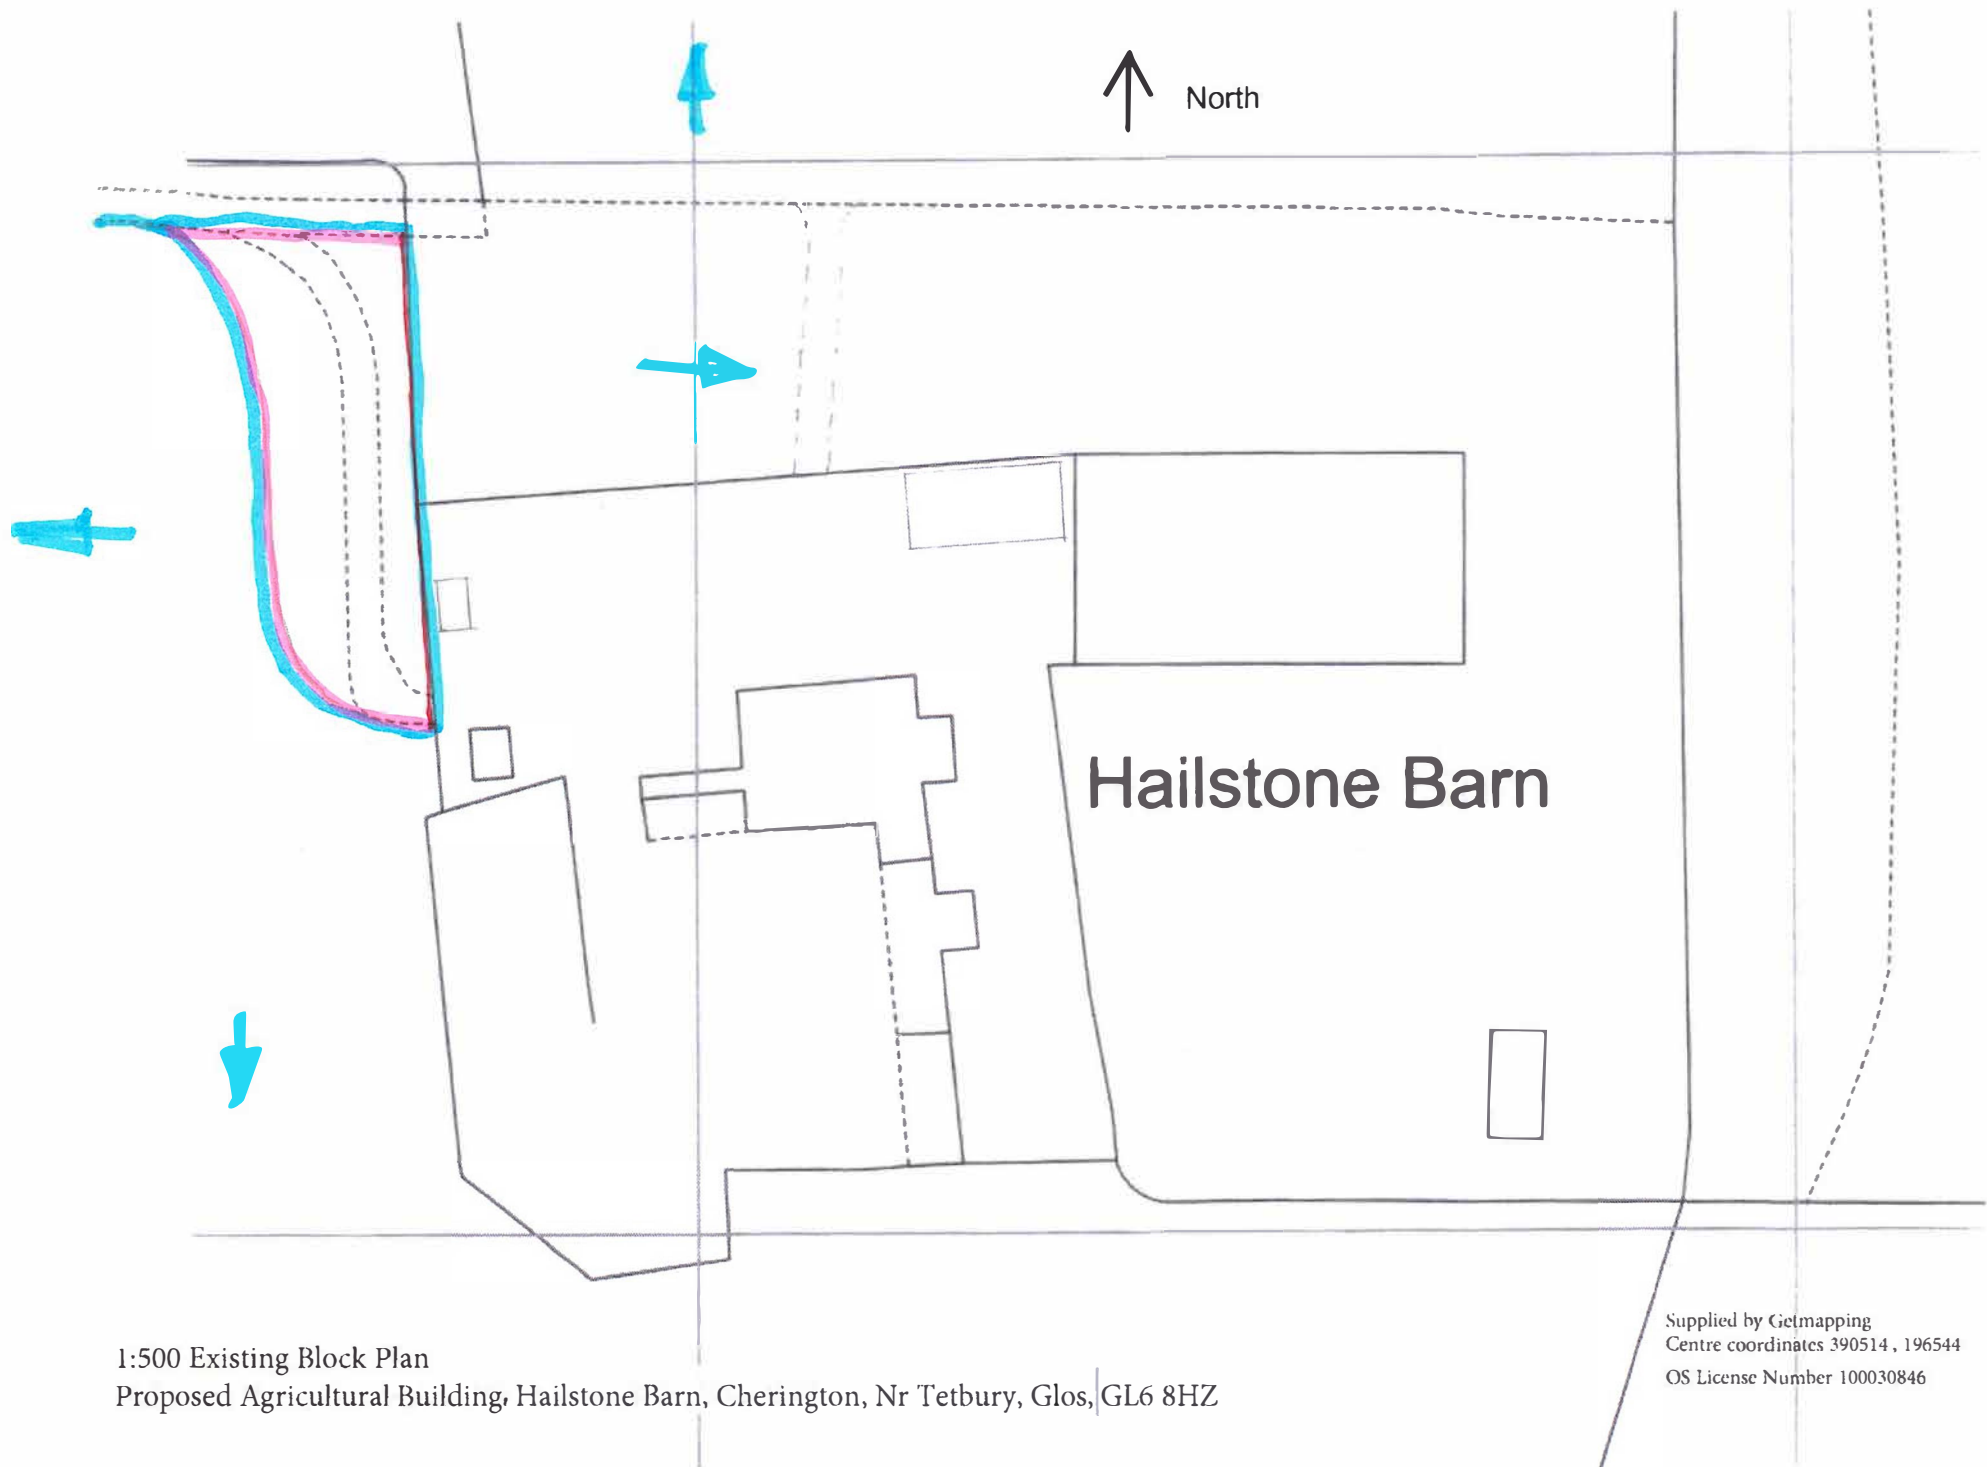 North
Hailstone Barn
1:500 Existing Block Plan
Proposed Agricultural Building, Hailstone Barn, Cherington, Nr Tetbury, Glos, GL6 8HZ
Supplied by Getmapping
Centre coordinates 390514 , 196544
OS License Number 100030846